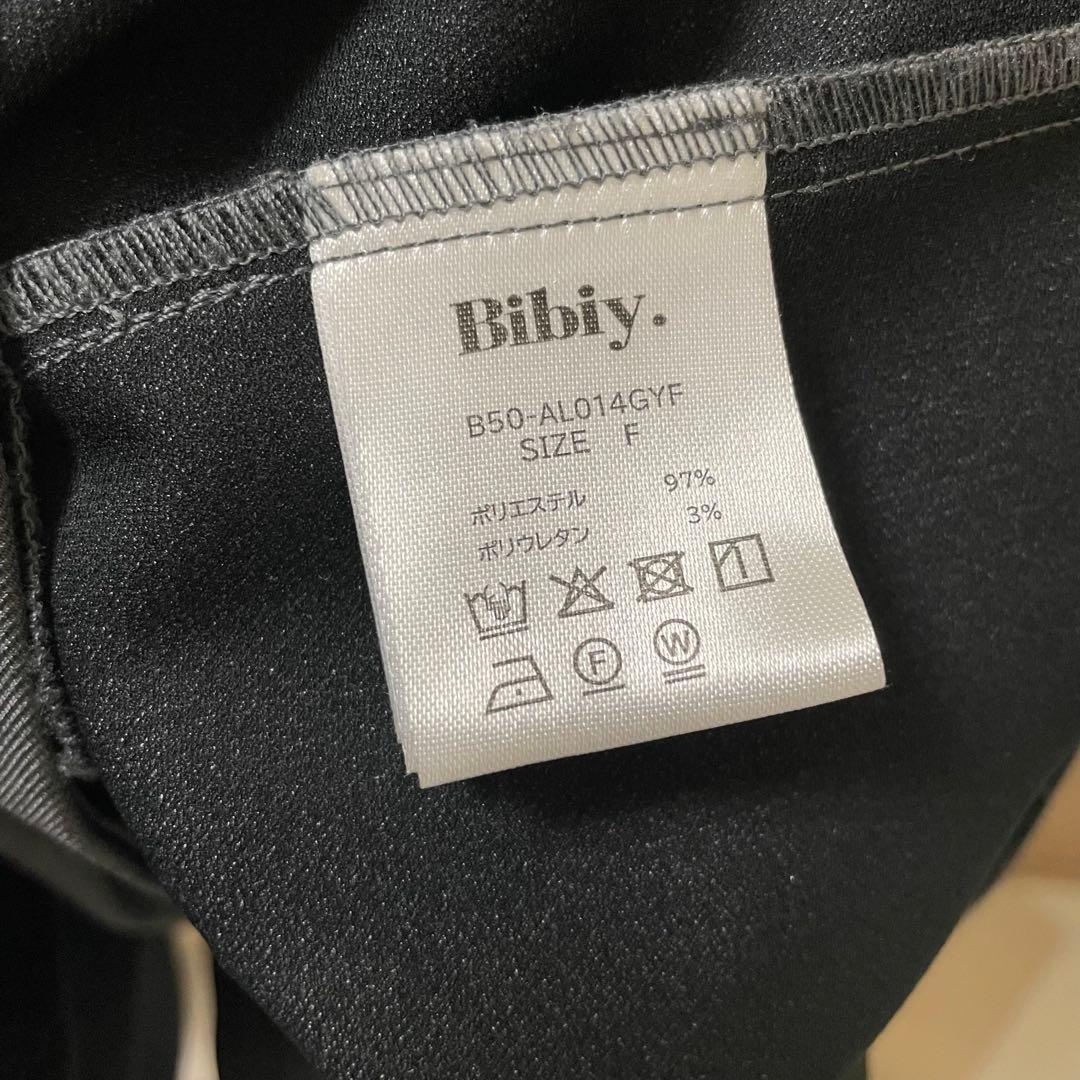 Bibiy.
B50-AL014GYF
SIZE F
ポリエステル 97%
ポリウレタン 3%
F W